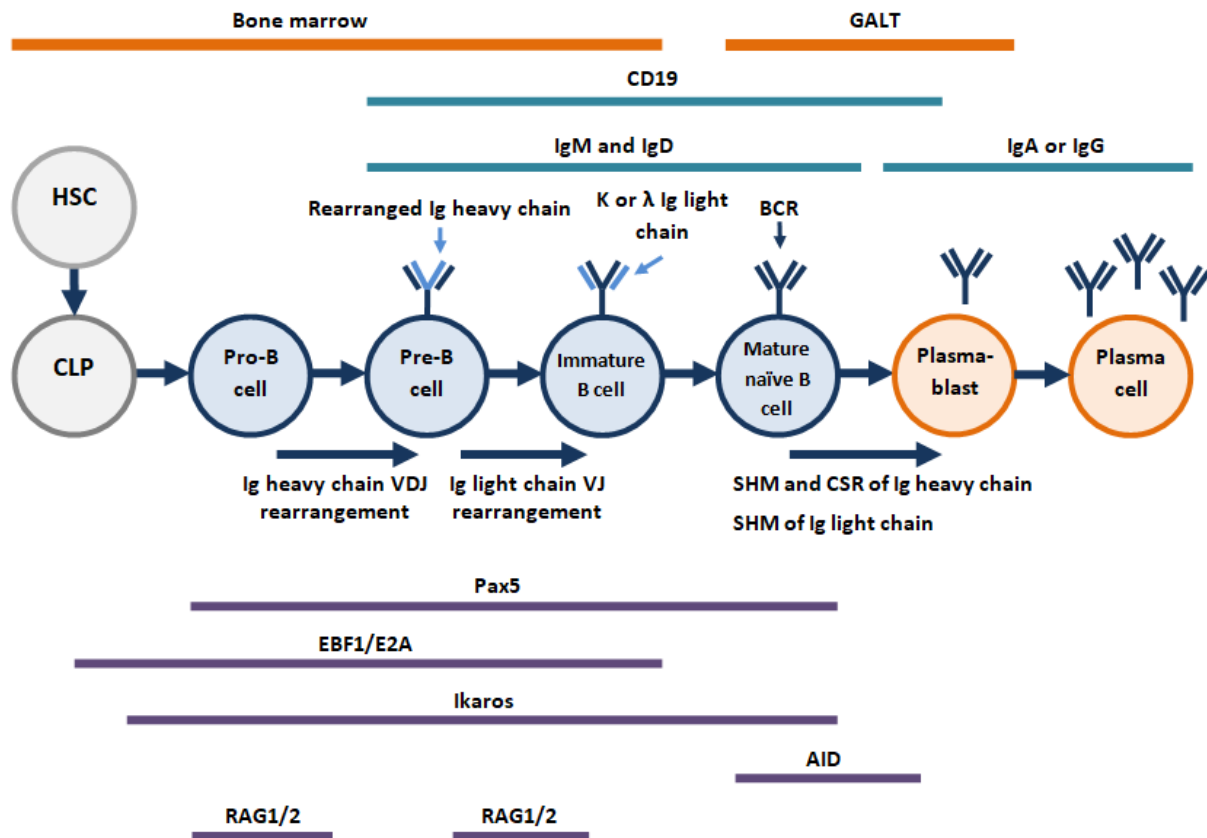 Bone marrow
GALT
CD19
IgM and IgD
IgA or IgG
HSC
Rearranged Ig heavy chain
K or λ Ig light
chain
BCR
CLP
Pro-B
cell
Pre-B
cell
Immature
B cell
Mature
naïve B
cell
Plasma-
blast
Plasma
cell
Ig heavy chain VDJ
rearrangement
Ig light chain VJ
rearrangement
SHM and CSR of Ig heavy chain
SHM of Ig light chain
Pax5
EBF1/E2A
Ikaros
AID
RAG1/2
RAG1/2